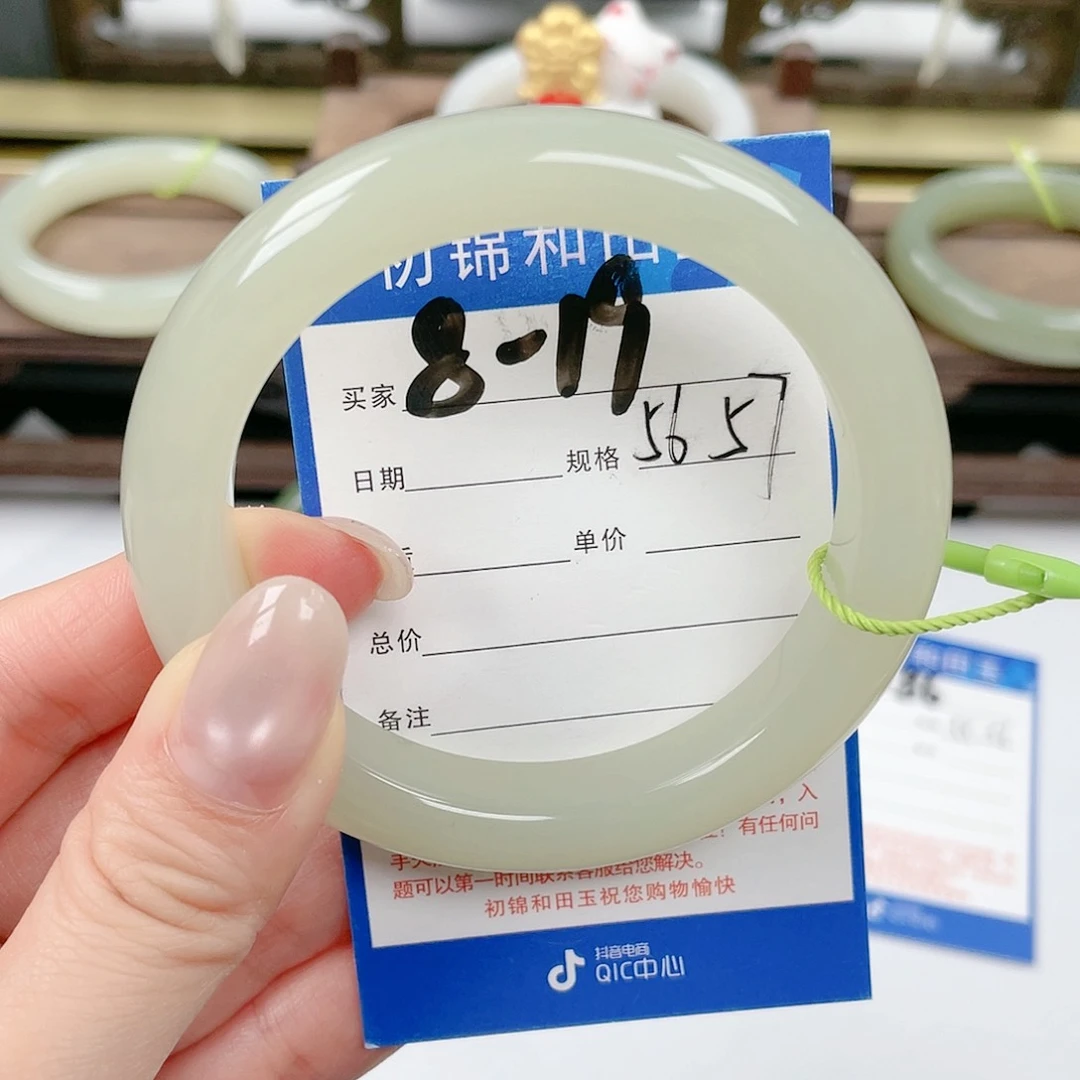 初锦和田玉
买家 8-17
日期 规格 56 57
单价
总价
备注
入
有任何问
题可以第一时间联系客服给您解决。
初锦和田玉祝您购物愉快
抖音电商
QIC中心